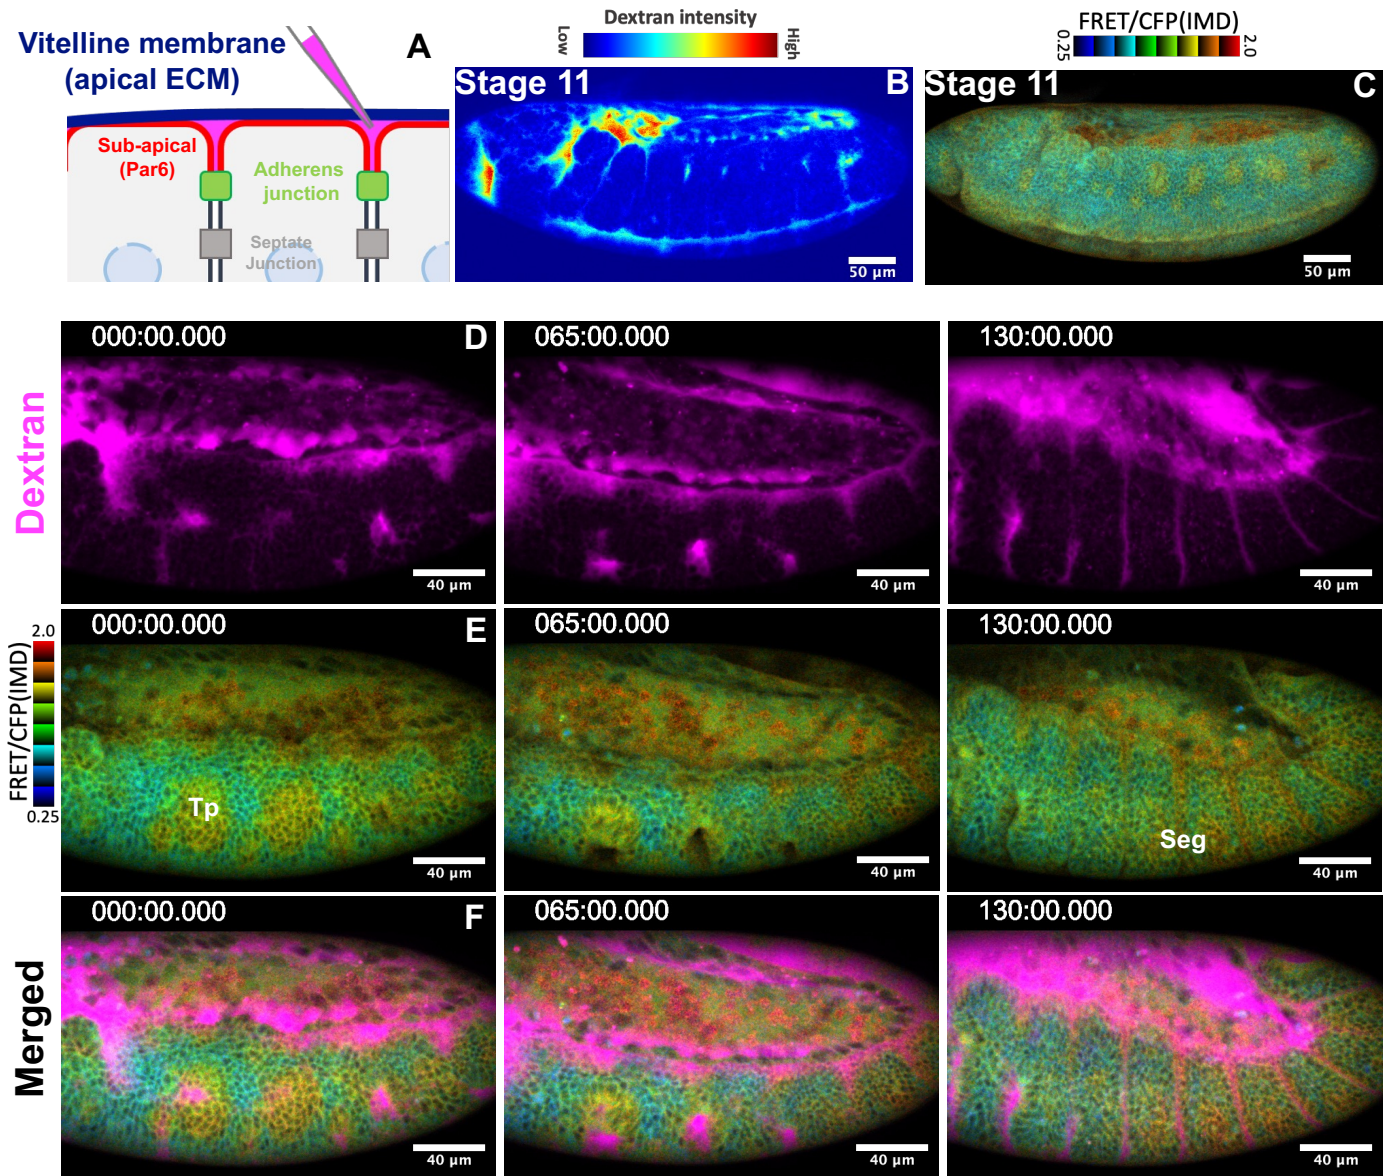 Vitelline membrane
(apical ECM)
A
Sub-apical
(Par6)
Adherens
junction
Septate
Junction
Dextran intensity
Low
High
Stage 11
B
50 µm
FRET/CFP(IMD)
0.25
2.0
Stage 11
C
50 µm
Dextran
000:00.000
D
40 µm
065:00.000
40 µm
130:00.000
40 µm
FRET/CFP(IMD)
2.0
0.25
000:00.000
E
Tp
40 µm
065:00.000
40 µm
130:00.000
Seg
40 µm
Merged
000:00.000
F
40 µm
065:00.000
40 µm
130:00.000
40 µm